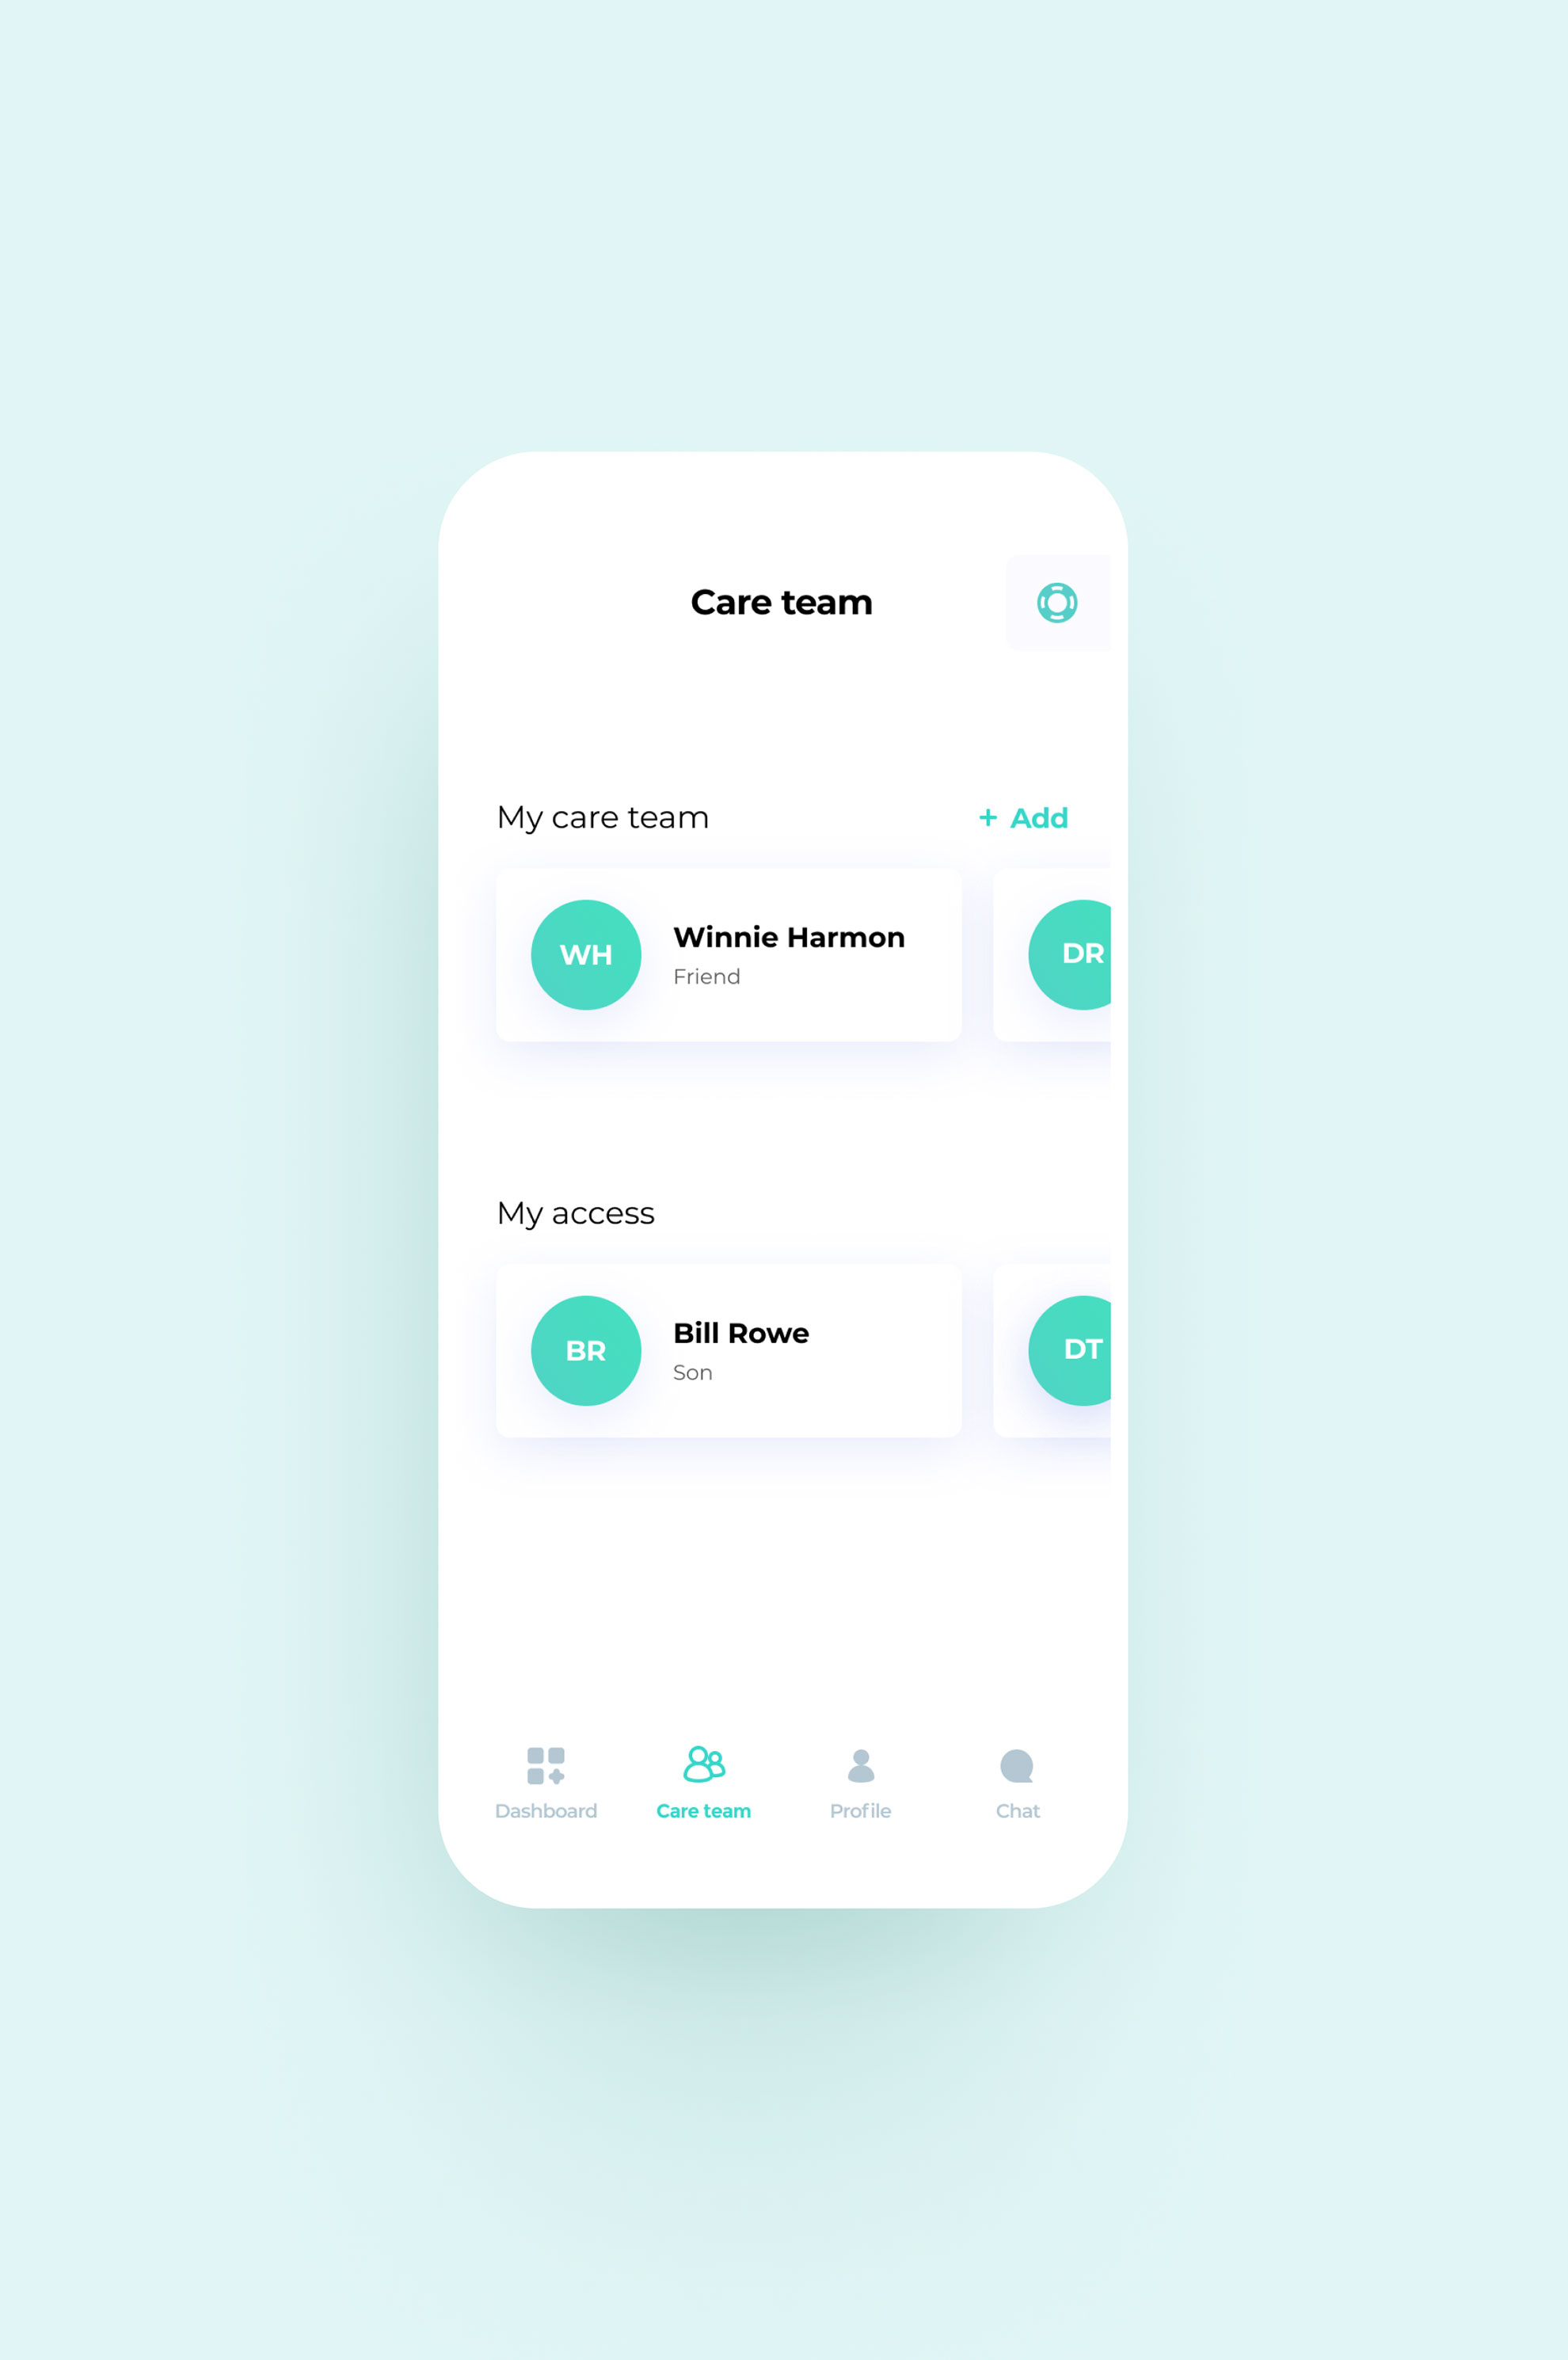 Care team
My care team
+ Add
WH
Winnie Harmon
Friend
DR
My access
BR
Bill Rowe
Son
DT
Dashboard
Care team
Profile
Chat